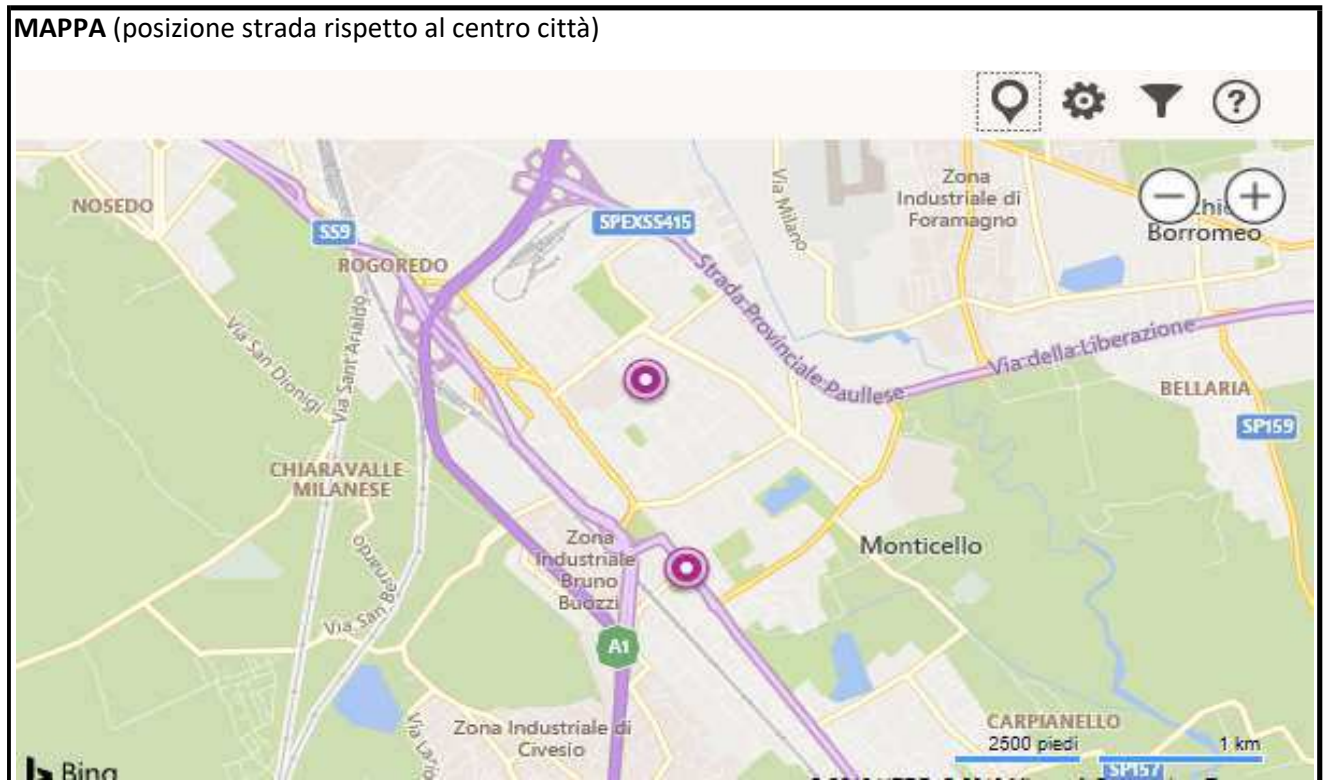 MAPPA (posizione strada rispetto al centro città)
?
NOSEDO
SS9
SPEXSS415
Via Milano
Zona
Industriale di
Foramagno
Borromeo
ROGOREDO
Strada Provinciale Paullese
Via della Liberazione
Via San Dionigi
Via Sant'Arialdo
BELLARIA
SP159
CHIARAVALLE
MILANESE
Zona
Industriale
Bruno
Buozzi
Monticello
Via San Bernardo
A1
Zona Industriale di
Civesio
CARPIANELLO
2500 piedi
1 km
SP157
Bing